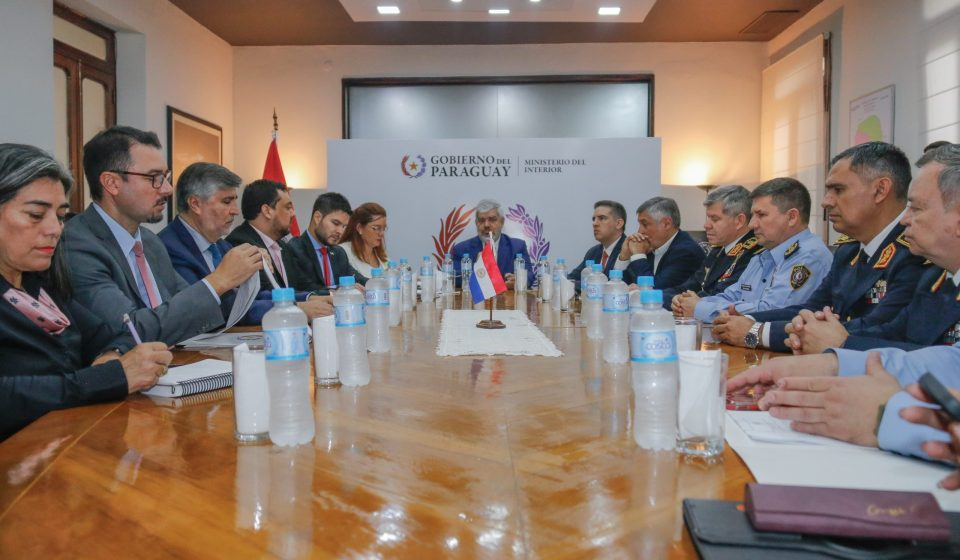 GOBIERNO DEL
PARAGUAY
MINISTERIO DEL
INTERIOR